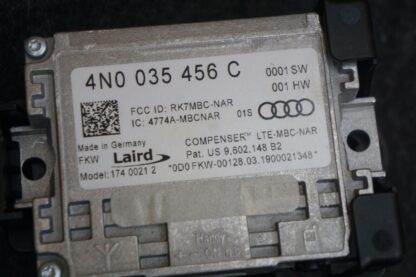 4N0 035 456 C
0001 SW
001 HW
FCC ID: RK7MBC-NAR
IC: 4774A-MBCNAR
01S
Made in Germany
FKW
Laird
COMPENSER LTE-MBC-NAR
Pat. US 9,602,148 B2
Model: 174 0021 2
*0D0 FKW-00128.03.1900021348*